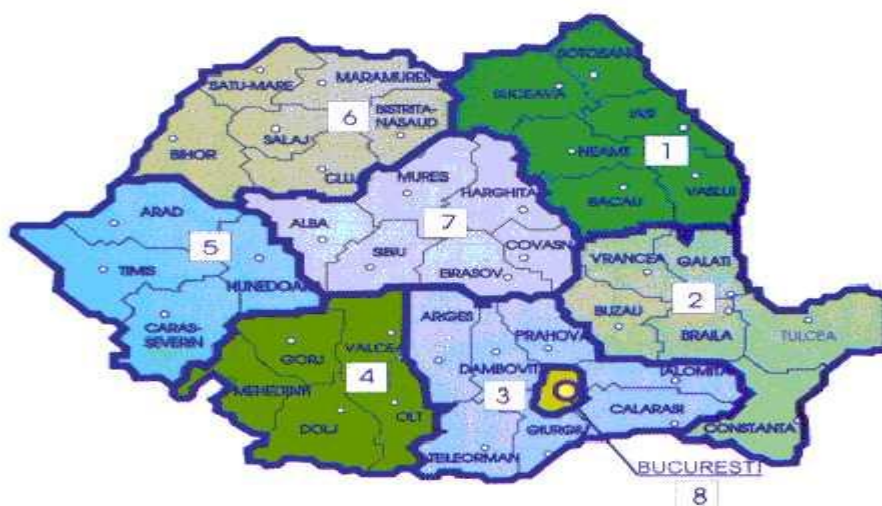 BOTOSANI
SATU-MARE
MARAMURES
SUCEAVA
6
BISTRITA-
NASAUD
IASI
SALAJ
BIHOR
NEAMT
1
CLUJ
MURES
HARGHITA
BACAU
VASLUI
ARAD
ALBA
7
5
SIBIU
COVASN
VRANCEA
GALATI
TIMIS
HUNEDOARA
BRASOV
2
BUZAU
CARAS-
SEVERIN
ARGES
PRAHOVA
BRAILA
TULCEA
GORJ
VALCEA
DAMBOVIT
IALOMITA
4
3
MEHEDINTI
CALARASI
DOLJ
OLT
GIURGIU
CONSTANTA
TELEORMAN
BUCURESTI
8